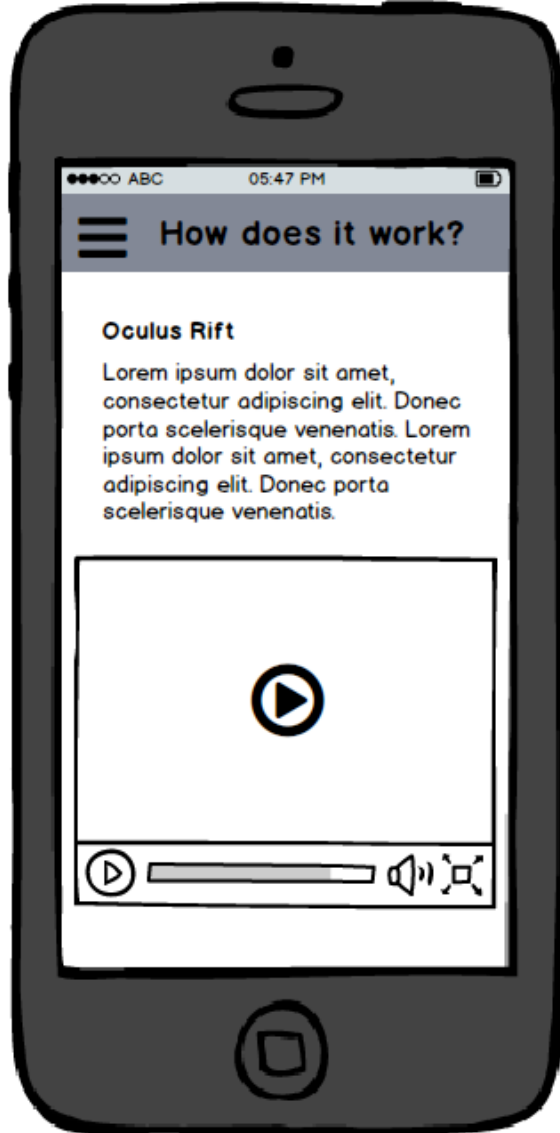 ABC 05:47 PM
How does it work?
Oculus Rift
Lorem ipsum dolor sit amet,
consectetur adipiscing elit. Donec
porta scelerisque venenatis. Lorem
ipsum dolor sit amet, consectetur
adipiscing elit. Donec porta
scelerisque venenatis.